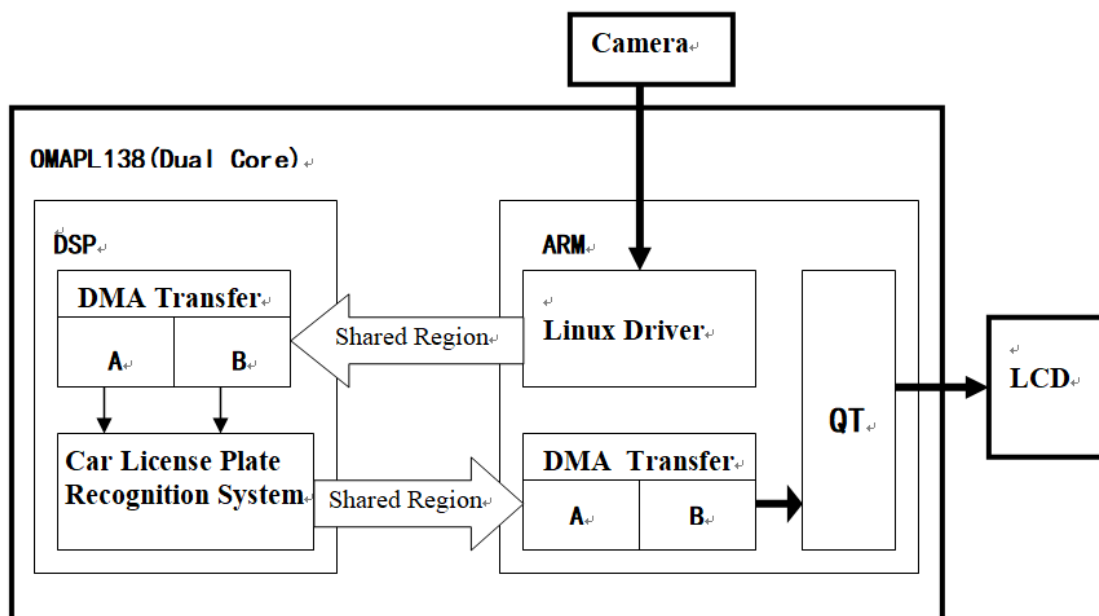 Camera
OMAPL138(Dual Core)
DSP
ARM
DMA Transfer
A
B
Shared Region
Linux Driver
QT
LCD
Car License Plate
Recognition System
Shared Region
DMA Transfer
A
B